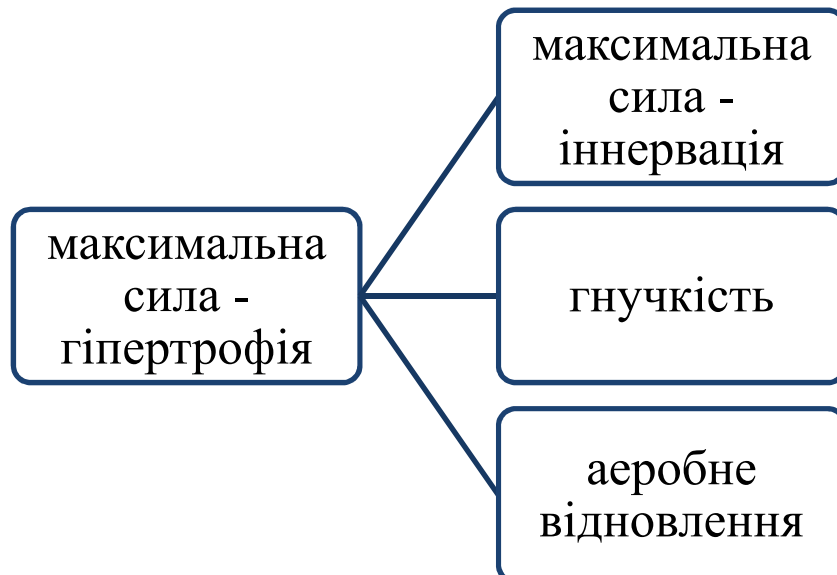 максимальна
сила -
гіпертрофія
максимальна
сила -
іннервація
гнучкість
аеробне
відновлення